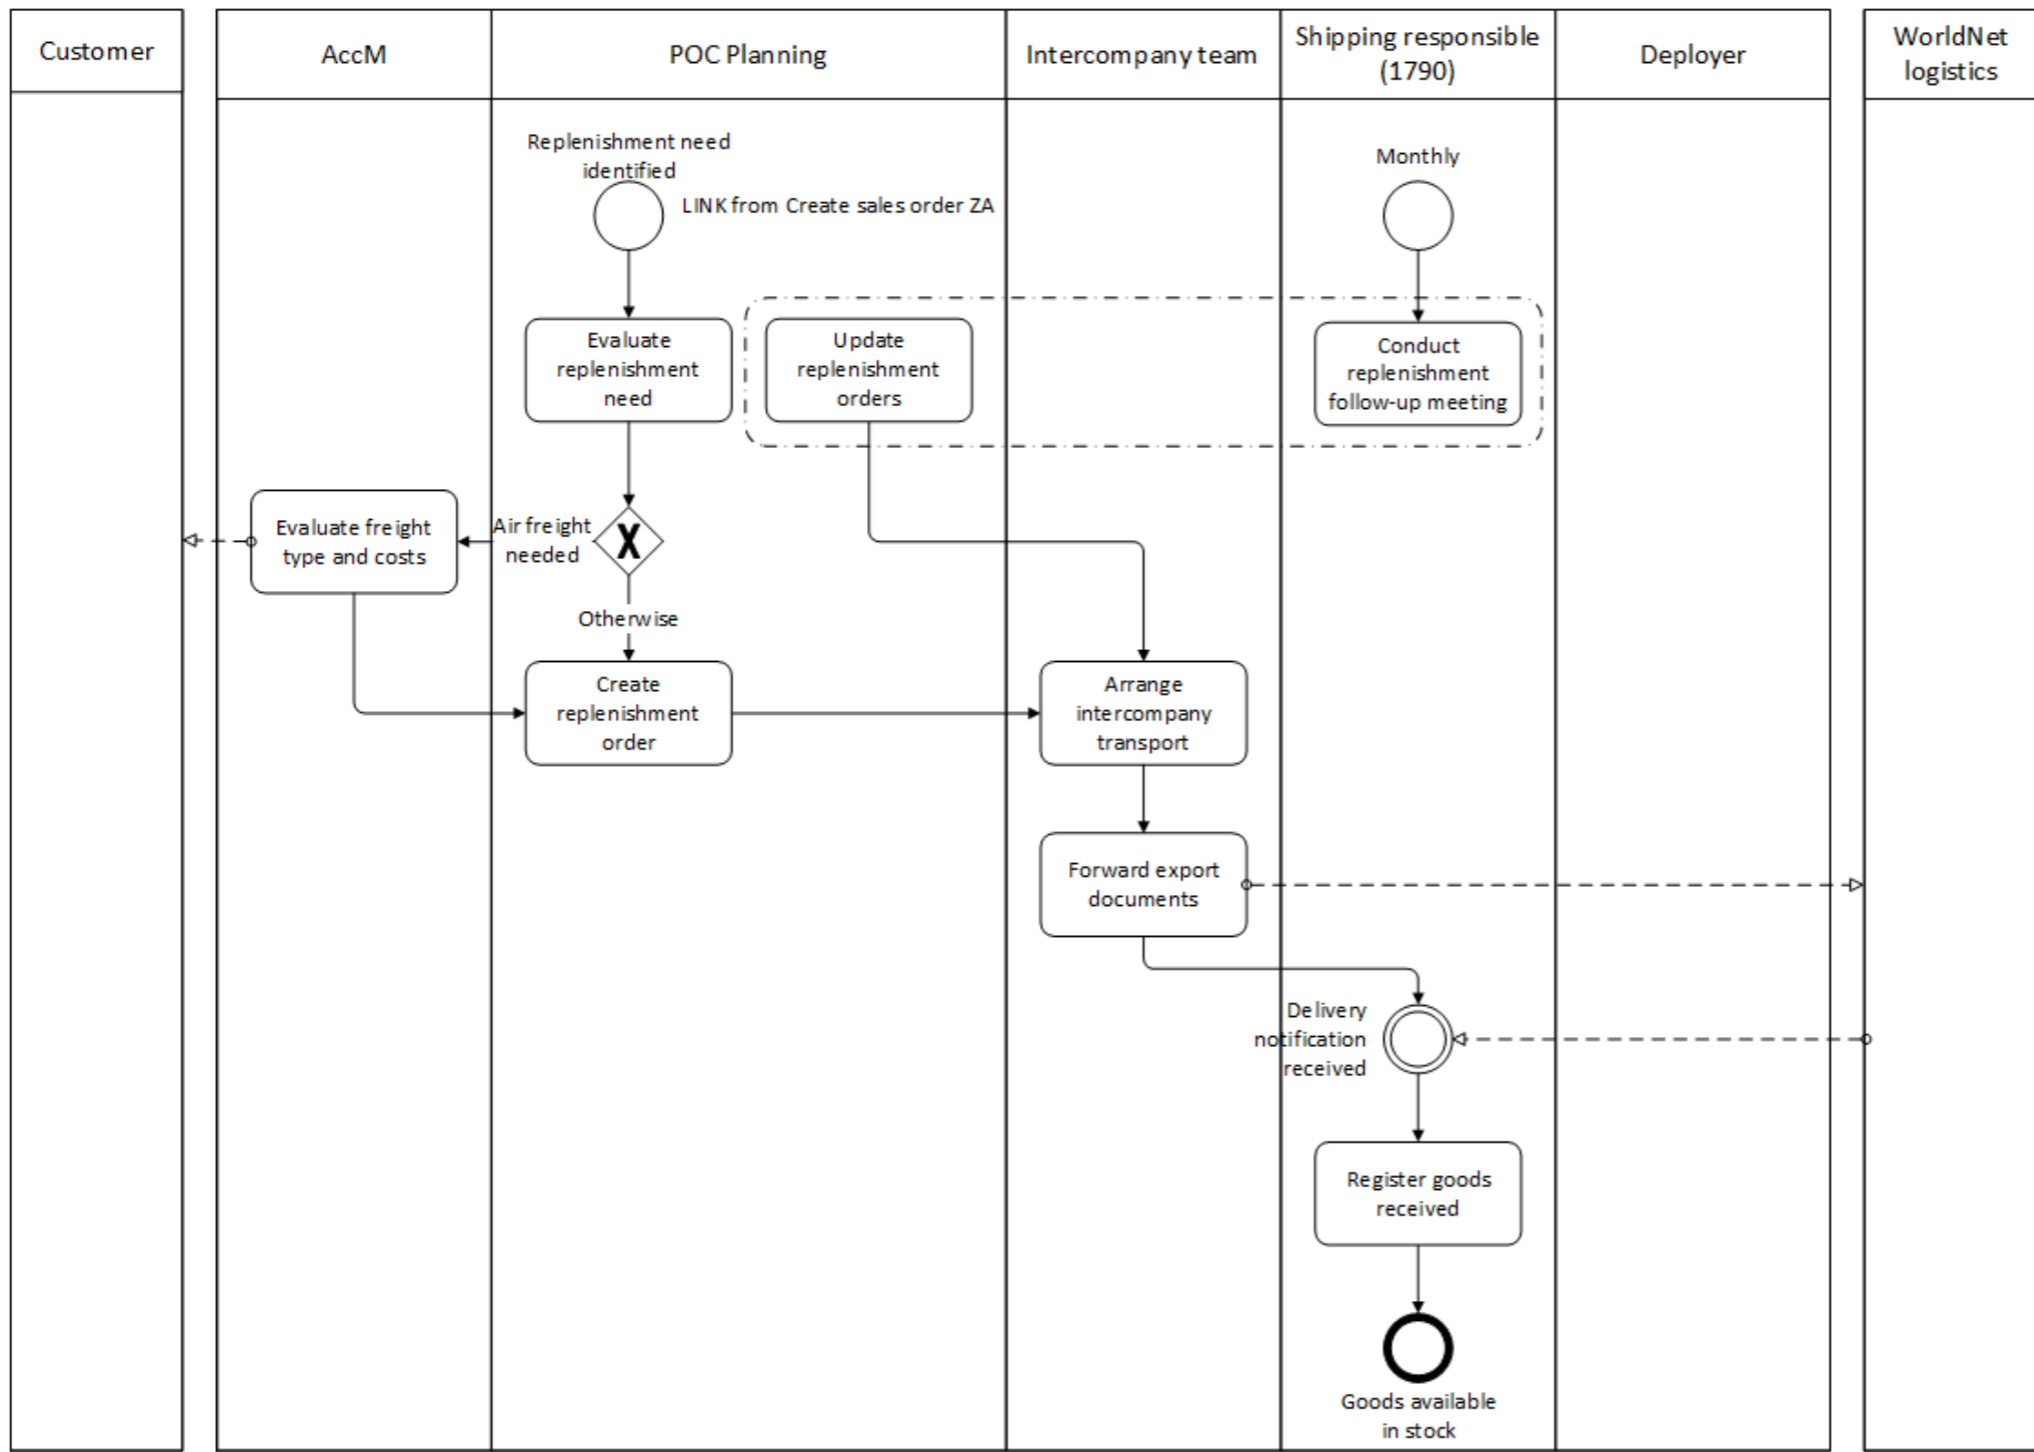 Customer
AccM
POC Planning
Intercompany team
Shipping responsible
(1790)
Deployer
WorldNet
logistics
Replenishment need
identified
LINK from Create sales order ZA
Monthly
Evaluate
replenishment
need
Update
replenishment
orders
Conduct
replenishment
follow-up meeting
Evaluate freight
type and costs
Air freight
needed
X
Otherwise
Create
replenishment
order
Arrange
intercompany
transport
Forward export
documents
Delivery
notification
received
Register goods
received
Goods available
in stock